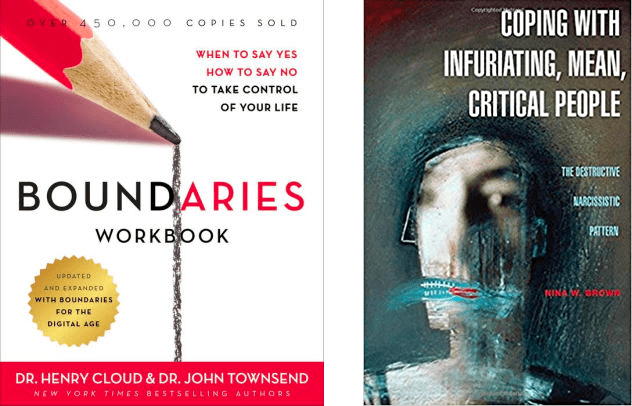 OVER 450,000 COPIES SOLD
WHEN TO SAY YES
HOW TO SAY NO
TO TAKE CONTROL
OF YOUR LIFE
BOUNDARIES
WORKBOOK
UPDATED
AND EXPANDED
WITH BOUNDARIES
FOR THE
DIGITAL AGE
DR. HENRY CLOUD & DR. JOHN TOWNSEND
NEW YORK TIMES BESTSELLING AUTHORS
Copyrighted
COPING WITH
INFURIATING, MEAN,
CRITICAL PEOPLE
THE DESTRUCTIVE
NARCISSISTIC
PATTERN
NINA W. BROWN